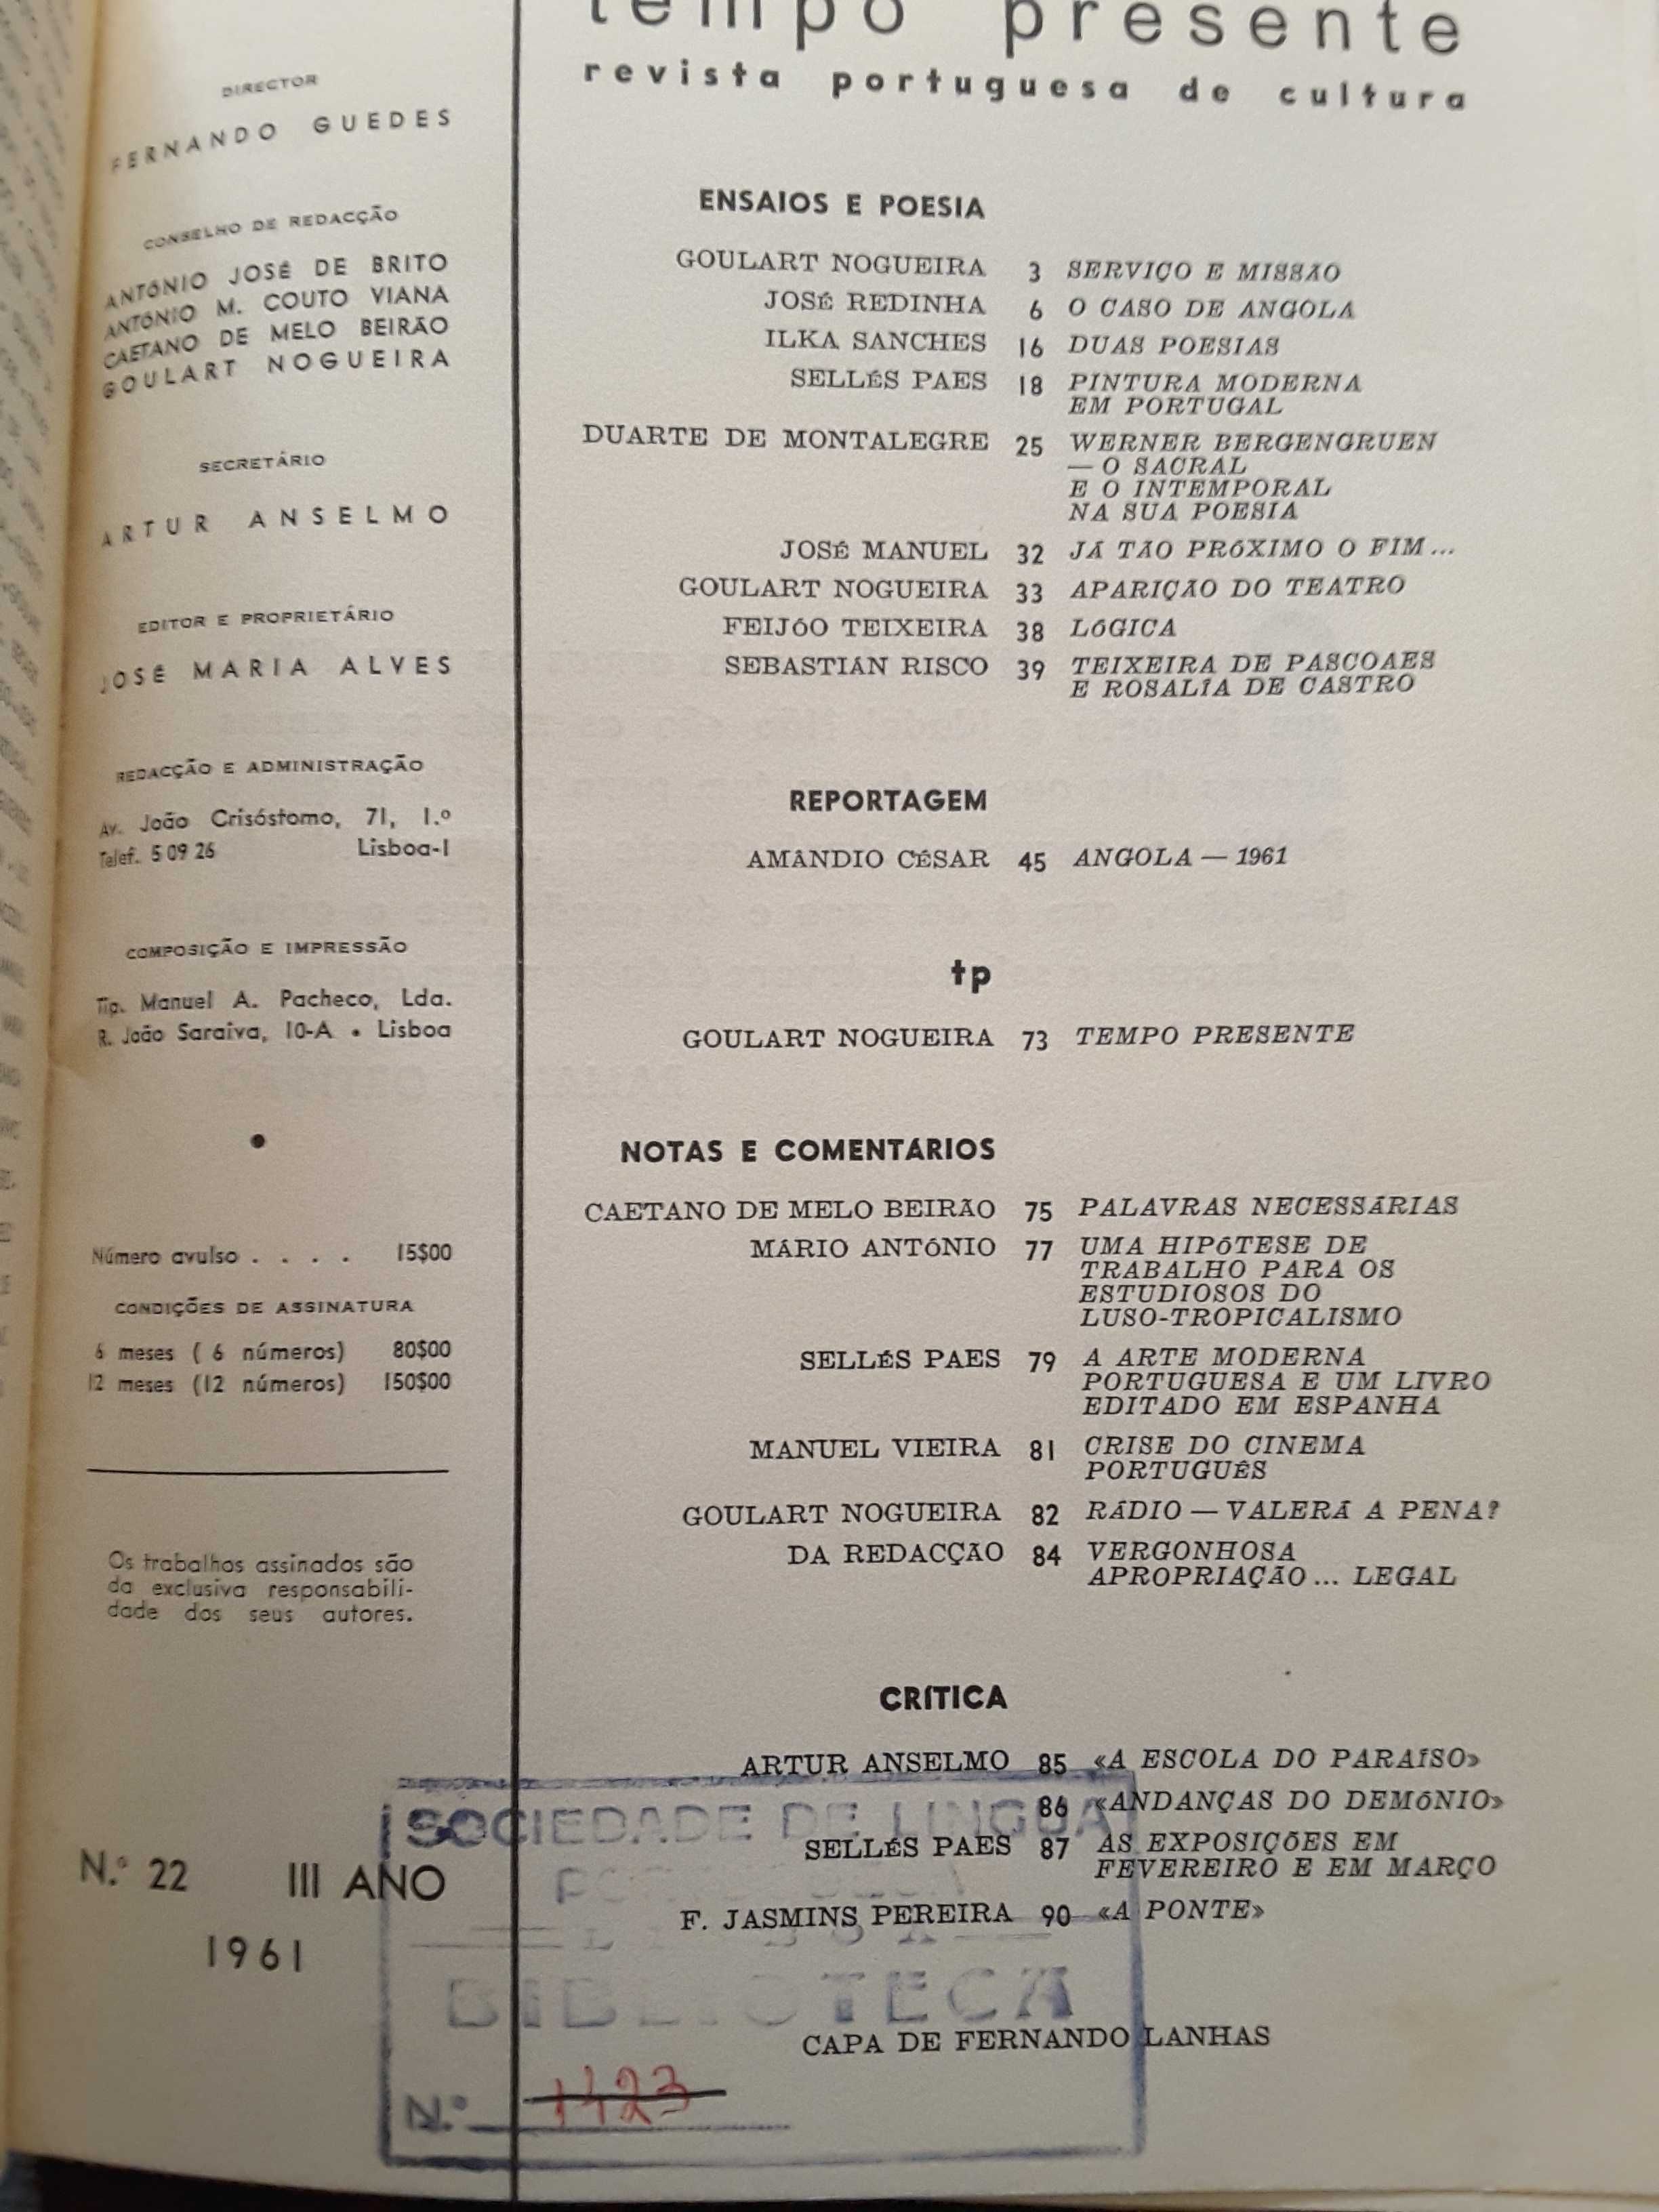 tempo presente
revista portuguesa de cultura
DIRECTOR
FERNANDO GUEDES
CONSELHO DE REDACÇÃO
ANTÓNIO JOSÉ DE BRITO
ANTÓNIO M. COUTO VIANA
CAETANO DE MELO BEIRÃO
GOULART NOGUEIRA
SECRETÁRIO
ARTUR ANSELMO
EDITOR E PROPRIETÁRIO
JOSÉ MARIA ALVES
REDACÇÃO E ADMINISTRAÇÃO
Av. João Crisóstomo, 71, 1.º
Telef. 5 09 26 Lisboa-1
COMPOSIÇÃO E IMPRESSÃO
Tip. Manuel A. Pacheco, Lda.
R. João Saraiva, 10-A • Lisboa
•
Número avulso . . . . 15$00
CONDIÇÕES DE ASSINATURA
6 meses ( 6 números) 80$00
12 meses (12 números) 150$00
Os trabalhos assinados são
da exclusiva responsabili-
dade dos seus autores.
N.º 22 III ANO
1961
ENSAIOS E POESIA
GOULART NOGUEIRA 3 SERVIÇO E MISSÃO
JOSÉ REDINHA 6 O CASO DE ANGOLA
ILKA SANCHES 16 DUAS POESIAS
SELLÉS PAES 18 PINTURA MODERNA
EM PORTUGAL
DUARTE DE MONTALEGRE 25 WERNER BERGENGRUEN
— O SACRAL
E O INTEMPORAL
NA SUA POESIA
JOSÉ MANUEL 32 JÁ TÃO PRÓXIMO O FIM...
GOULART NOGUEIRA 33 APARIÇÃO DO TEATRO
FEIJÓO TEIXEIRA 38 LÓGICA
SEBASTIÁN RISCO 39 TEIXEIRA DE PASCOAES
E ROSALÍA DE CASTRO
REPORTAGEM
AMÂNDIO CÉSAR 45 ANGOLA — 1961
tp
GOULART NOGUEIRA 73 TEMPO PRESENTE
NOTAS E COMENTÁRIOS
CAETANO DE MELO BEIRÃO 75 PALAVRAS NECESSÁRIAS
MÁRIO ANTÓNIO 77 UMA HIPÓTESE DE
TRABALHO PARA OS
ESTUDIOSOS DO
LUSO-TROPICALISMO
SELLÉS PAES 79 A ARTE MODERNA
PORTUGUESA E UM LIVRO
EDITADO EM ESPANHA
MANUEL VIEIRA 81 CRISE DO CINEMA
PORTUGUÊS
GOULART NOGUEIRA 82 RÁDIO — VALERÁ A PENA?
DA REDACÇÃO 84 VERGONHOSA
APROPRIAÇÃO... LEGAL
CRÍTICA
ARTUR ANSELMO 85 «A ESCOLA DO PARAÍSO»
86 «ANDANÇAS DO DEMÓNIO»
SELLÉS PAES 87 AS EXPOSIÇÕES EM
FEVEREIRO E EM MARÇO
F. JASMINS PEREIRA 90 «A PONTE»
CAPA DE FERNANDO LANHAS
SOCIEDADE DE LINGUA
BIBLIOTECA
N.º 1423